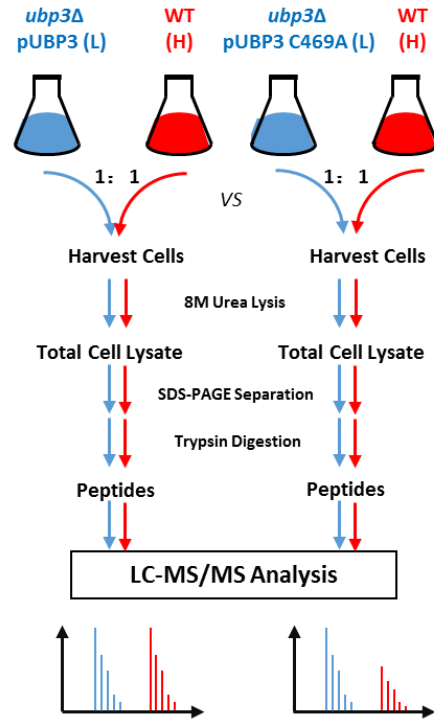 ubp3Δ WT ubp3Δ WT
pUBP3 (L) (H) pUBP3 C469A (L) (H)
1: 1 1: 1
VS
Harvest Cells Harvest Cells
8M Urea Lysis
Total Cell Lysate Total Cell Lysate
SDS-PAGE Separation
Trypsin Digestion
Peptides Peptides
LC-MS/MS Analysis